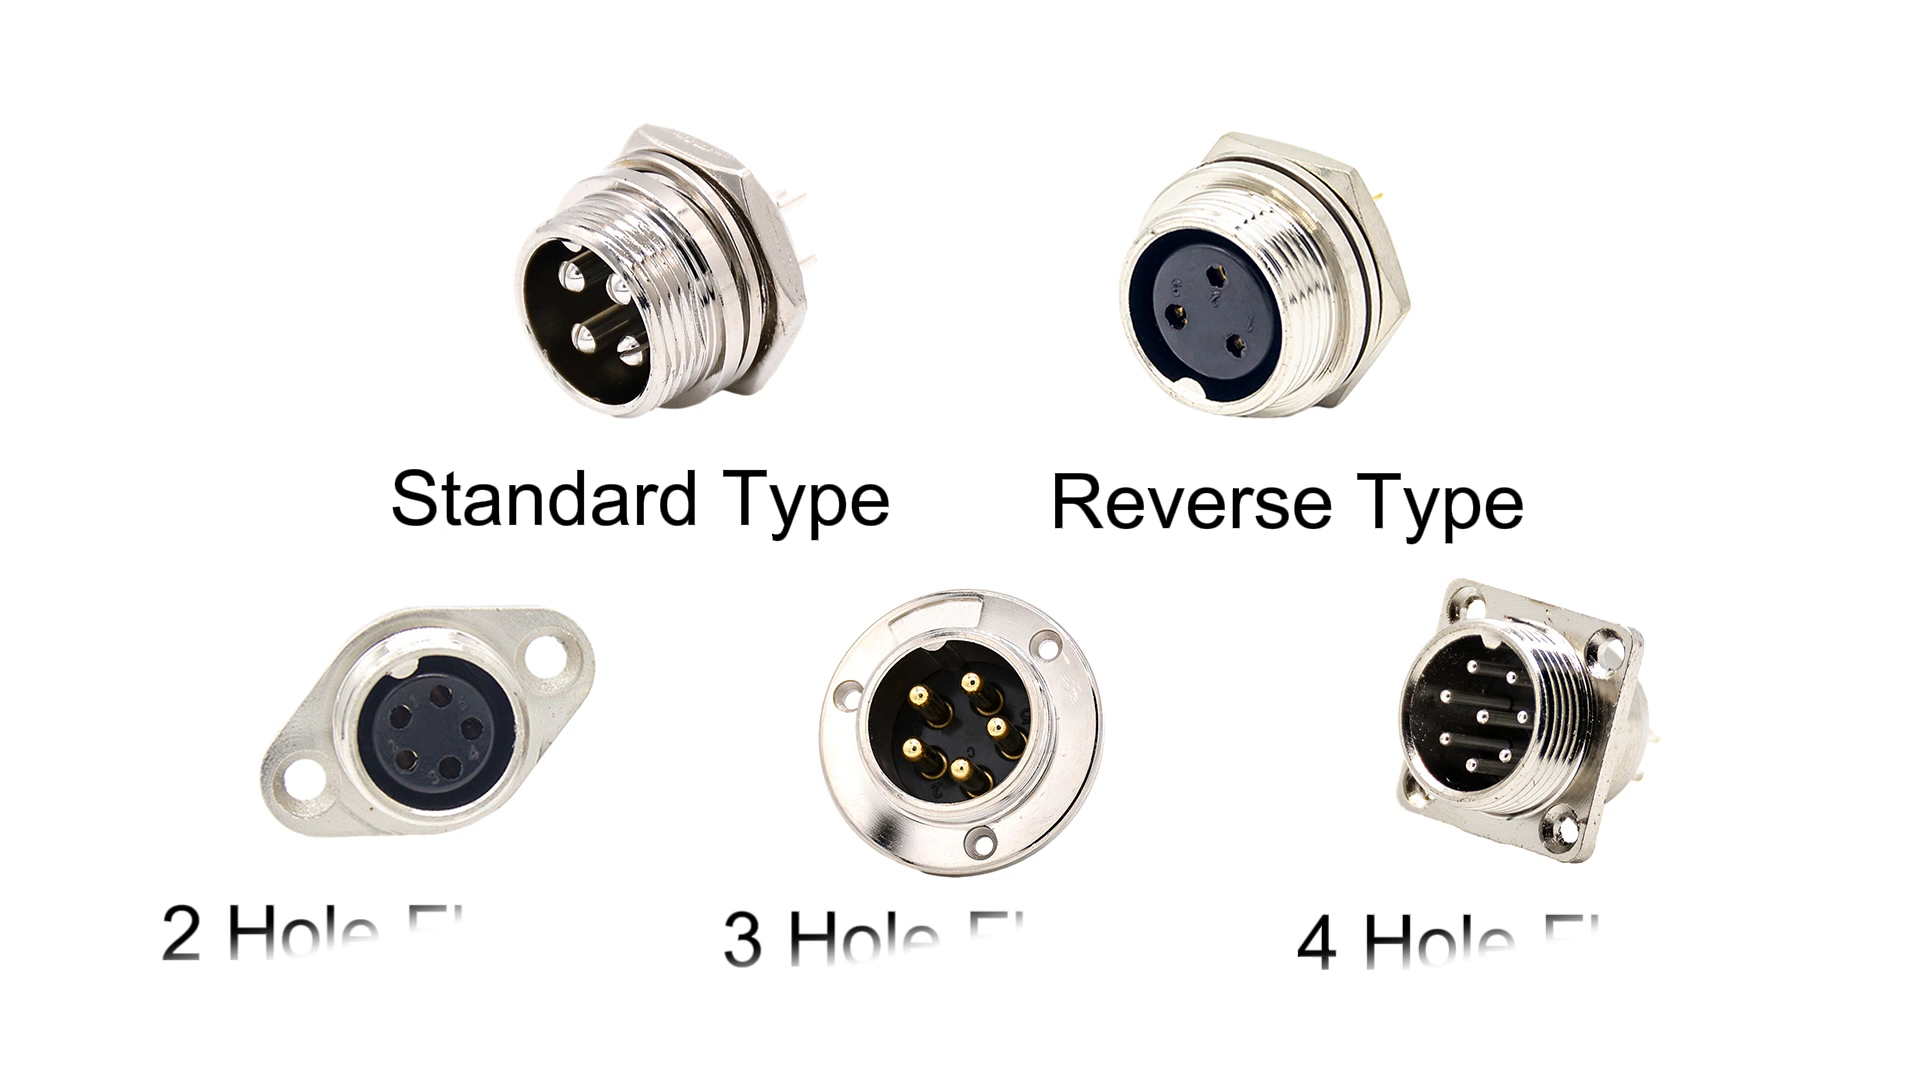 Standard Type
Reverse Type
2 Hole
3 Hole
4 Hole